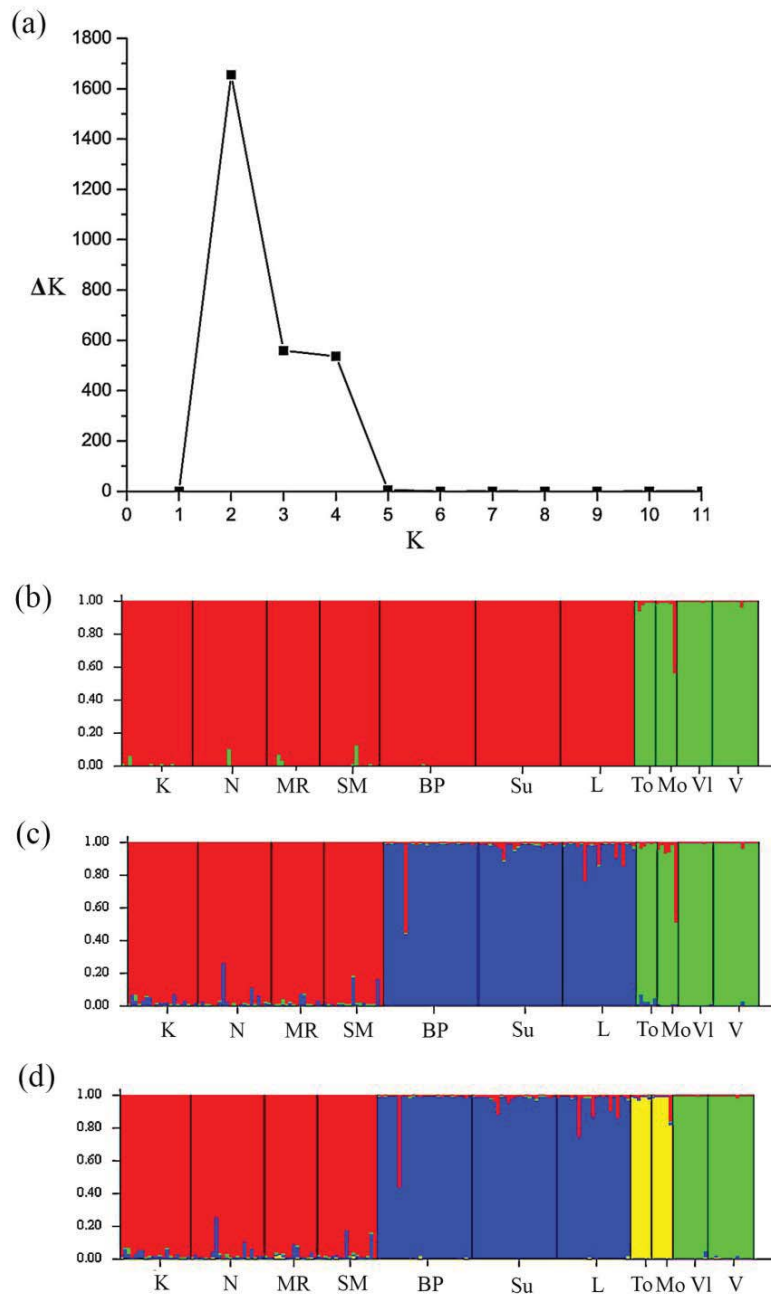 (a)
1800
1600
1400
1200
1000
ΔK
800
600
400
200
0
0 1 2 3 4 5 6 7 8 9 10 11
K
(b)
1.00
0.80
0.60
0.40
0.20
0.00
K N MR SM BP Su L To Mo Vl V
(c)
1.00
0.80
0.60
0.40
0.20
0.00
K N MR SM BP Su L To Mo Vl V
(d)
1.00
0.80
0.60
0.40
0.20
0.00
K N MR SM BP Su L To Mo Vl V